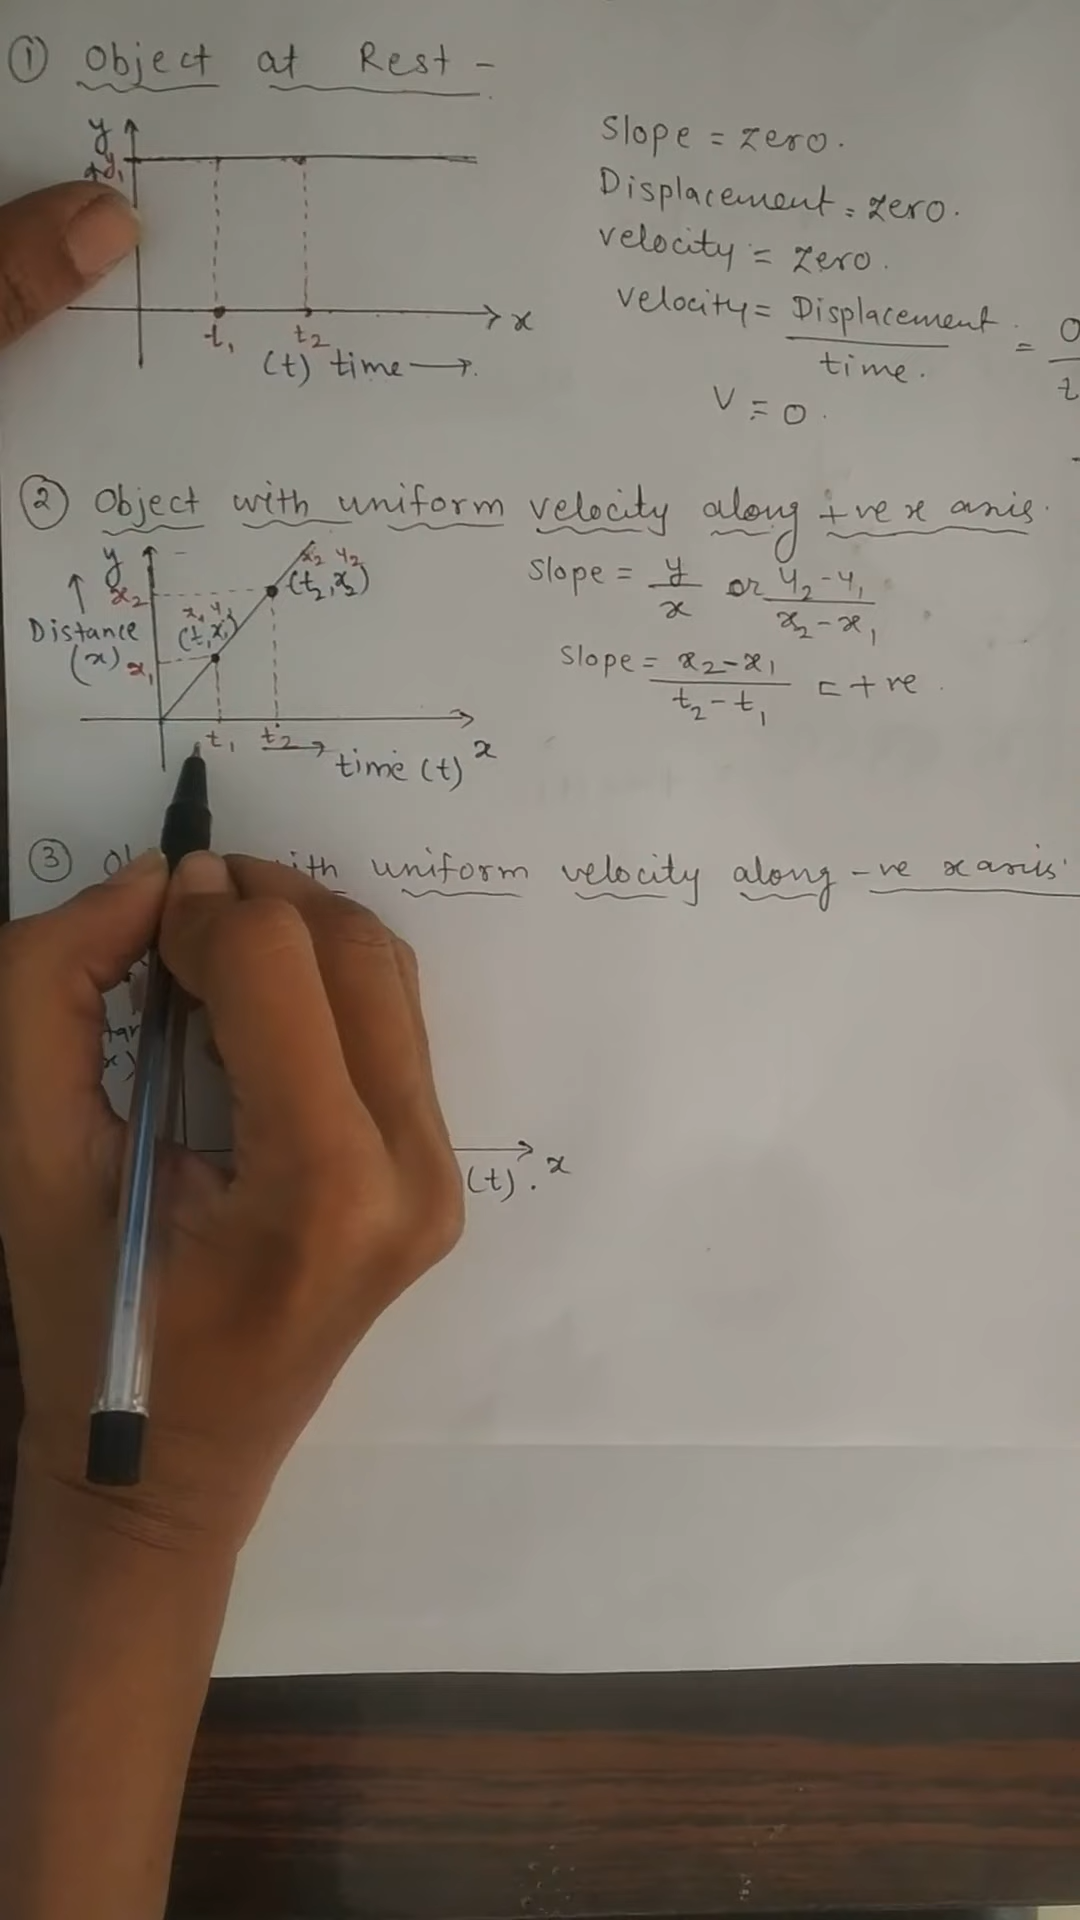 ① Object at Rest -
y
y₁
t₁ t₂
x
(t) time →
Slope = zero.
Displacement = zero.
velocity = zero.
velocity = Displacement / time. = 0 / t
V = 0.
② Object with uniform velocity along +ve x axis.
y
x₂ y₂
(t₂, x₂)
x₂
x₁ y₁
(t, x₁)
Distance
(x)
x₁
t₁ t₂
time (t) x
Slope = y / x or y₂-y₁ / x₂-x₁
Slope = x₂-x₁ / t₂-t₁ = +ve
③ uniform velocity along -ve x axis.
(t). x